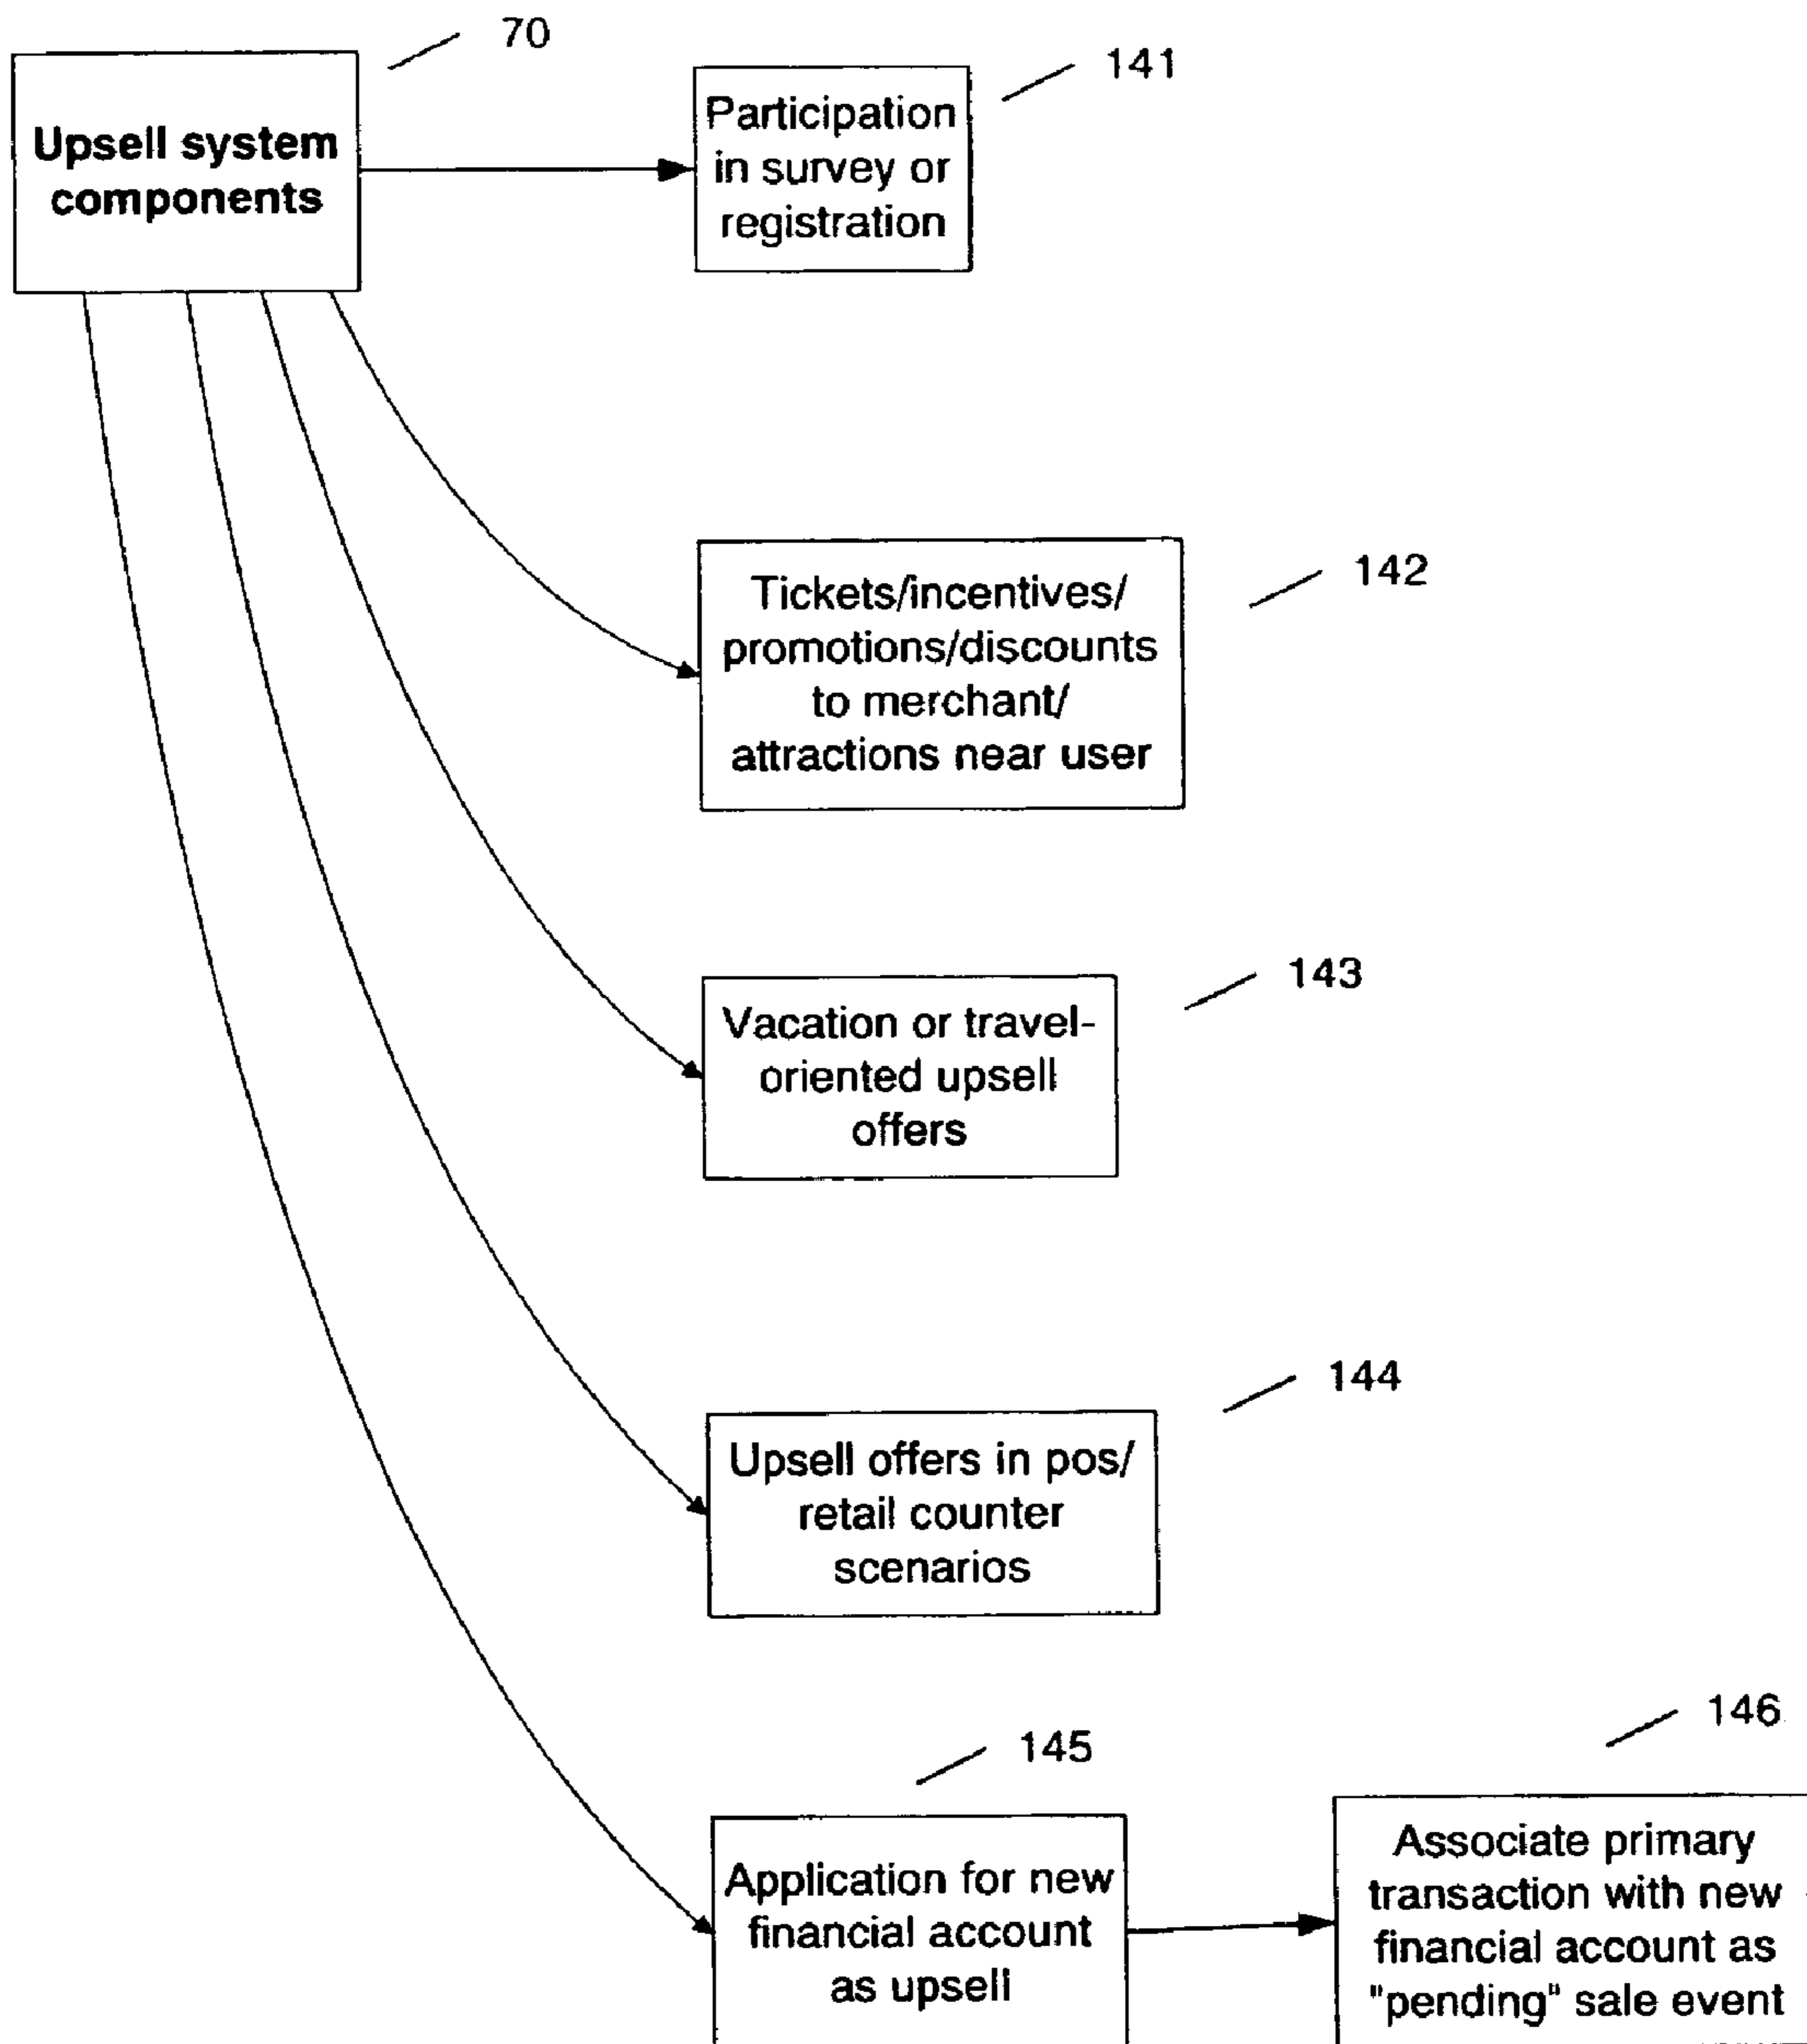 70
Upsell system
components
141
Participation
in survey or
registration
142
Tickets/incentives/
promotions/discounts
to merchant/
attractions near user
143
Vacation or travel-
oriented upsell
offers
144
Upsell offers in pos/
retail counter
scenarios
145
Application for new
financial account
as upsell
146
Associate primary
transaction with new
financial account as
"pending" sale event